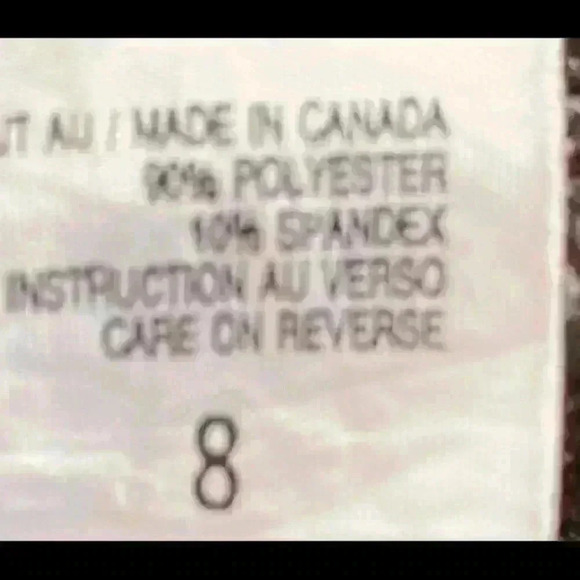 AU / MADE IN CANADA
90% POLYESTER
10% SPANDEX
INSTRUCTION AU VERSO
CARE ON REVERSE
8